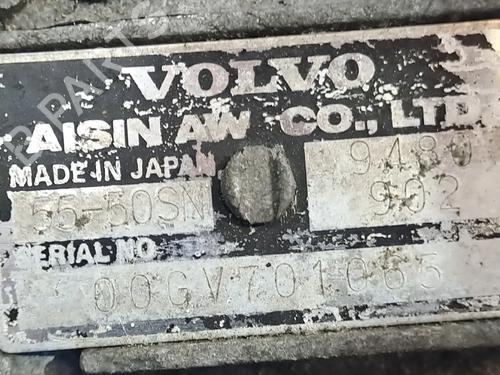 VOLVO
AISIN AW CO., LTD
MADE IN JAPAN
9480
55-50SN
902
SERIAL NO
00GV701065